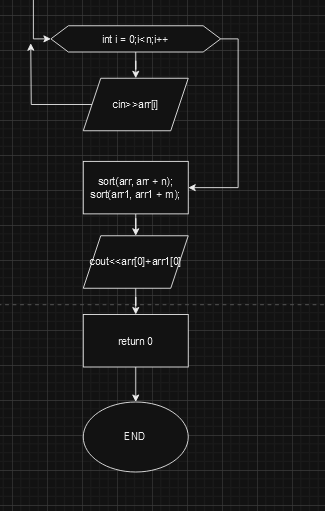 int i = 0;i<n;i++
cin>>arr[i]
sort(arr, arr + n);
sort(arr1, arr1 + m);
cout<<arr[0]+arr1[0]
return 0
END